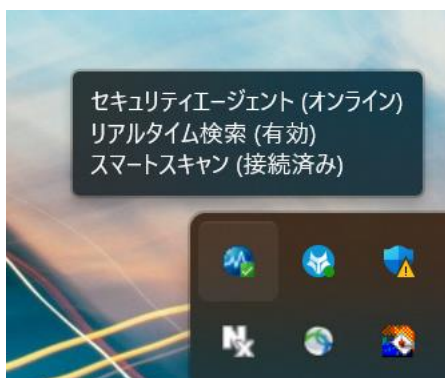 セキュリティエージェント (オンライン)
リアルタイム検索 (有効)
スマートスキャン (接続済み)
Nx